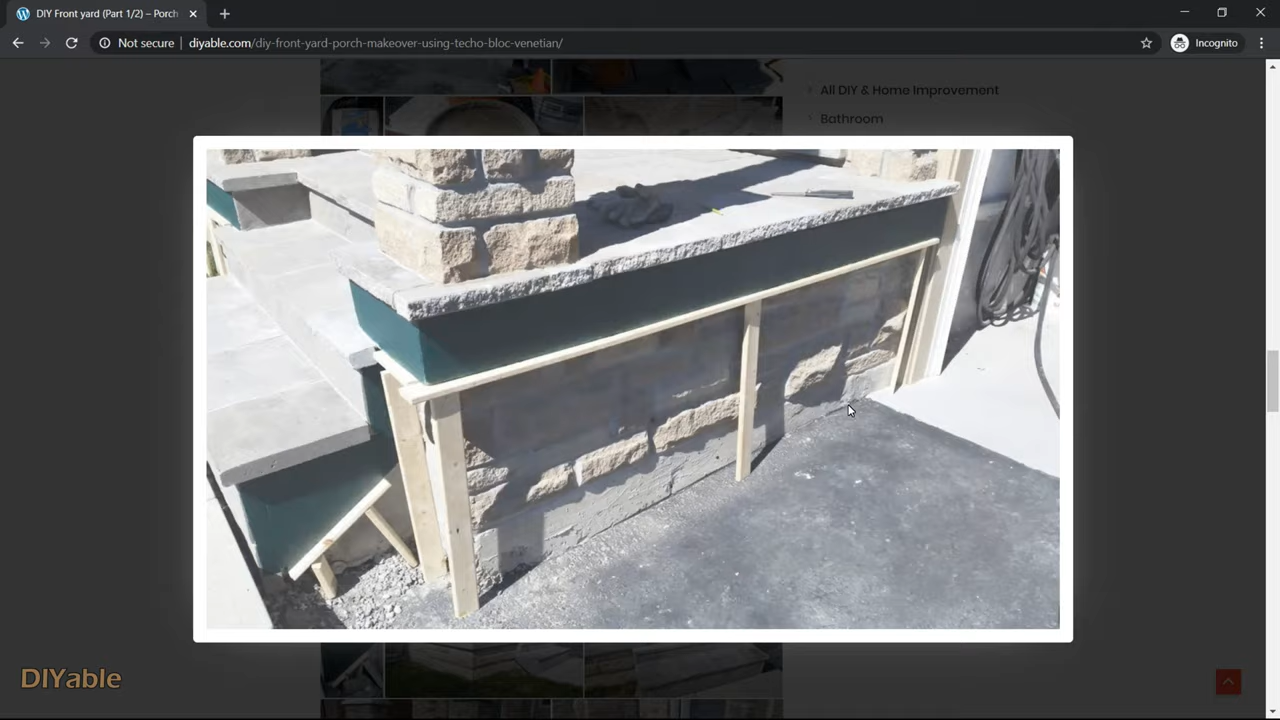 DIY Front yard (Part 1/2) – Porch
Not secure
diyable.com/diy-front-yard-porch-makeover-using-techo-bloc-venetian/
Incognito
All DIY & Home Improvement
Bathroom
DIYable